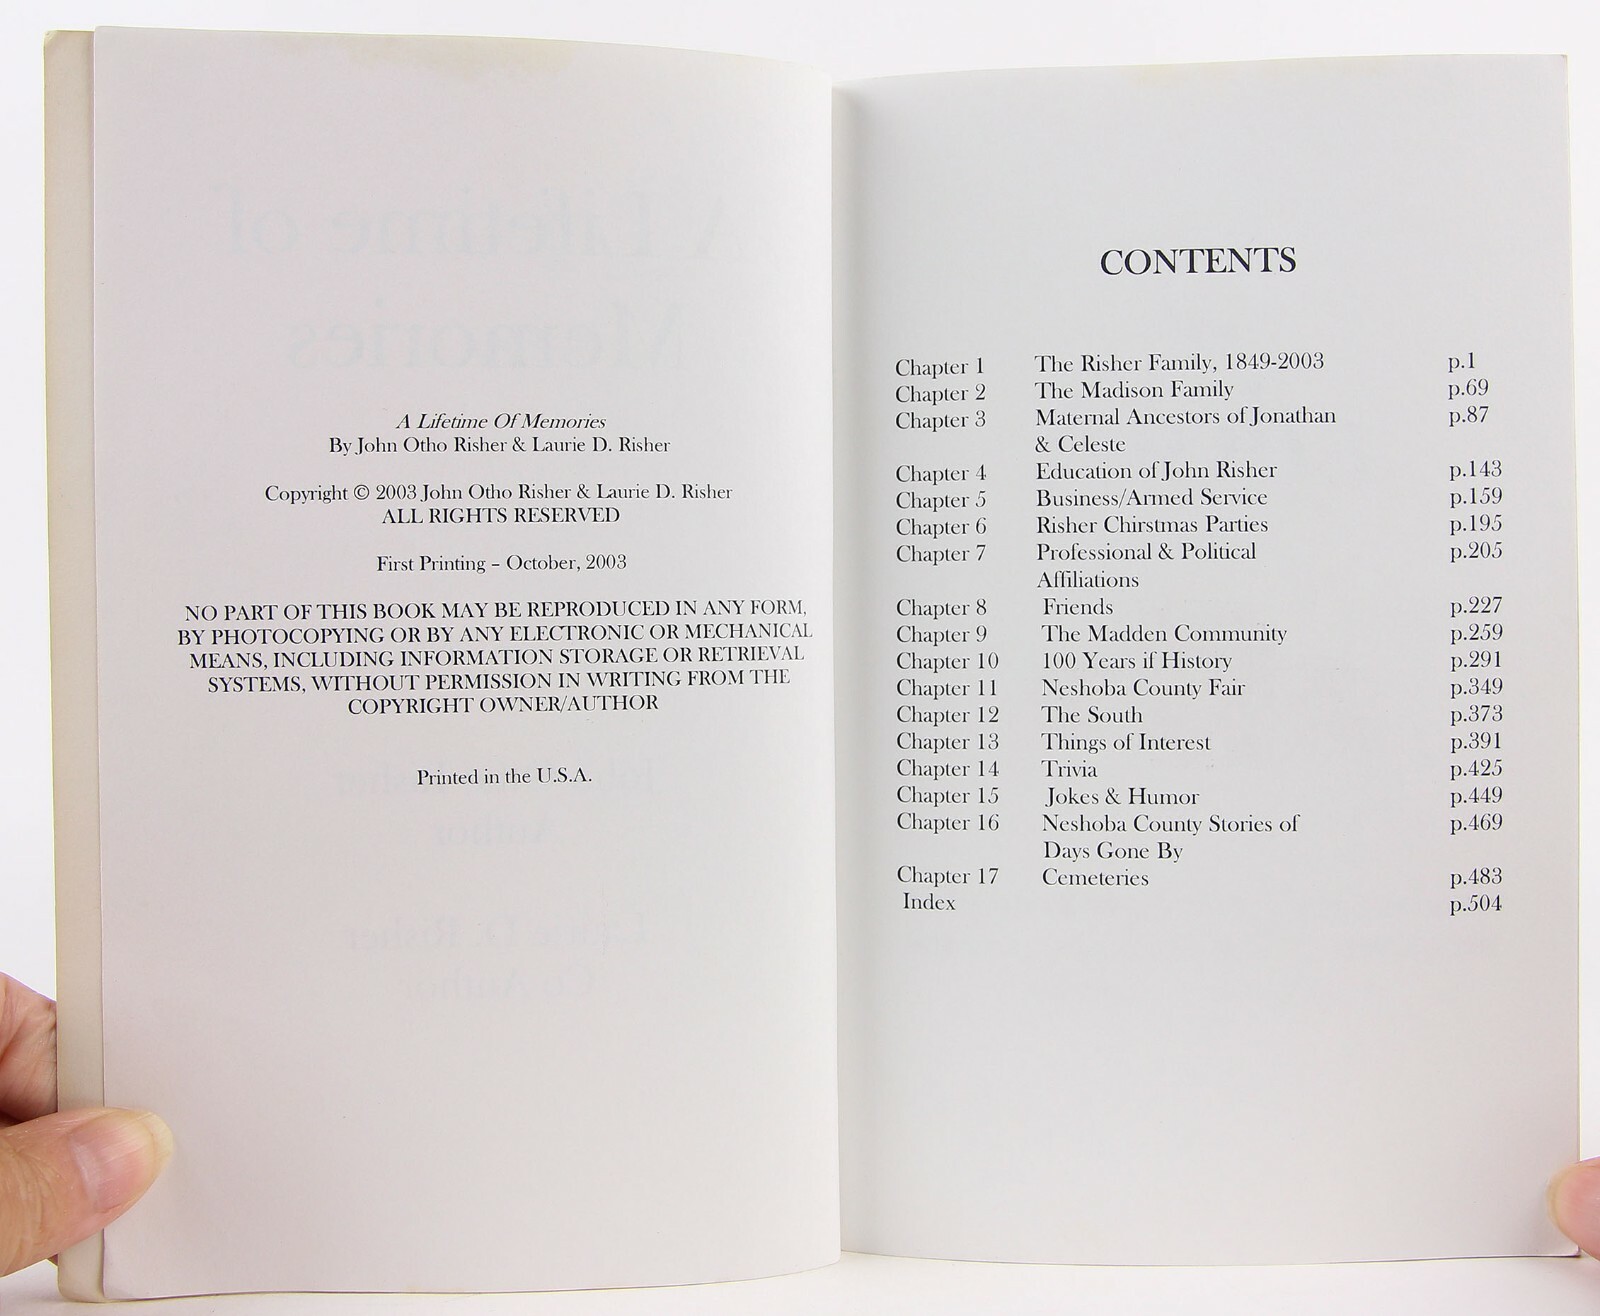 A Lifetime Of Memories
By John Otho Risher & Laurie D. Risher
Copyright © 2003 John Otho Risher & Laurie D. Risher
ALL RIGHTS RESERVED
First Printing – October, 2003
NO PART OF THIS BOOK MAY BE REPRODUCED IN ANY FORM,
BY PHOTOCOPYING OR BY ANY ELECTRONIC OR MECHANICAL
MEANS, INCLUDING INFORMATION STORAGE OR RETRIEVAL
SYSTEMS, WITHOUT PERMISSION IN WRITING FROM THE
COPYRIGHT OWNER/AUTHOR
Printed in the U.S.A.
CONTENTS
Chapter 1 The Risher Family, 1849-2003 p.1
Chapter 2 The Madison Family p.69
Chapter 3 Maternal Ancestors of Jonathan p.87
& Celeste
Chapter 4 Education of John Risher p.143
Chapter 5 Business/Armed Service p.159
Chapter 6 Risher Chirstmas Parties p.195
Chapter 7 Professional & Political p.205
Affiliations
Chapter 8 Friends p.227
Chapter 9 The Madden Community p.259
Chapter 10 100 Years if History p.291
Chapter 11 Neshoba County Fair p.349
Chapter 12 The South p.373
Chapter 13 Things of Interest p.391
Chapter 14 Trivia p.425
Chapter 15 Jokes & Humor p.449
Chapter 16 Neshoba County Stories of p.469
Days Gone By
Chapter 17 Cemeteries p.483
Index p.504